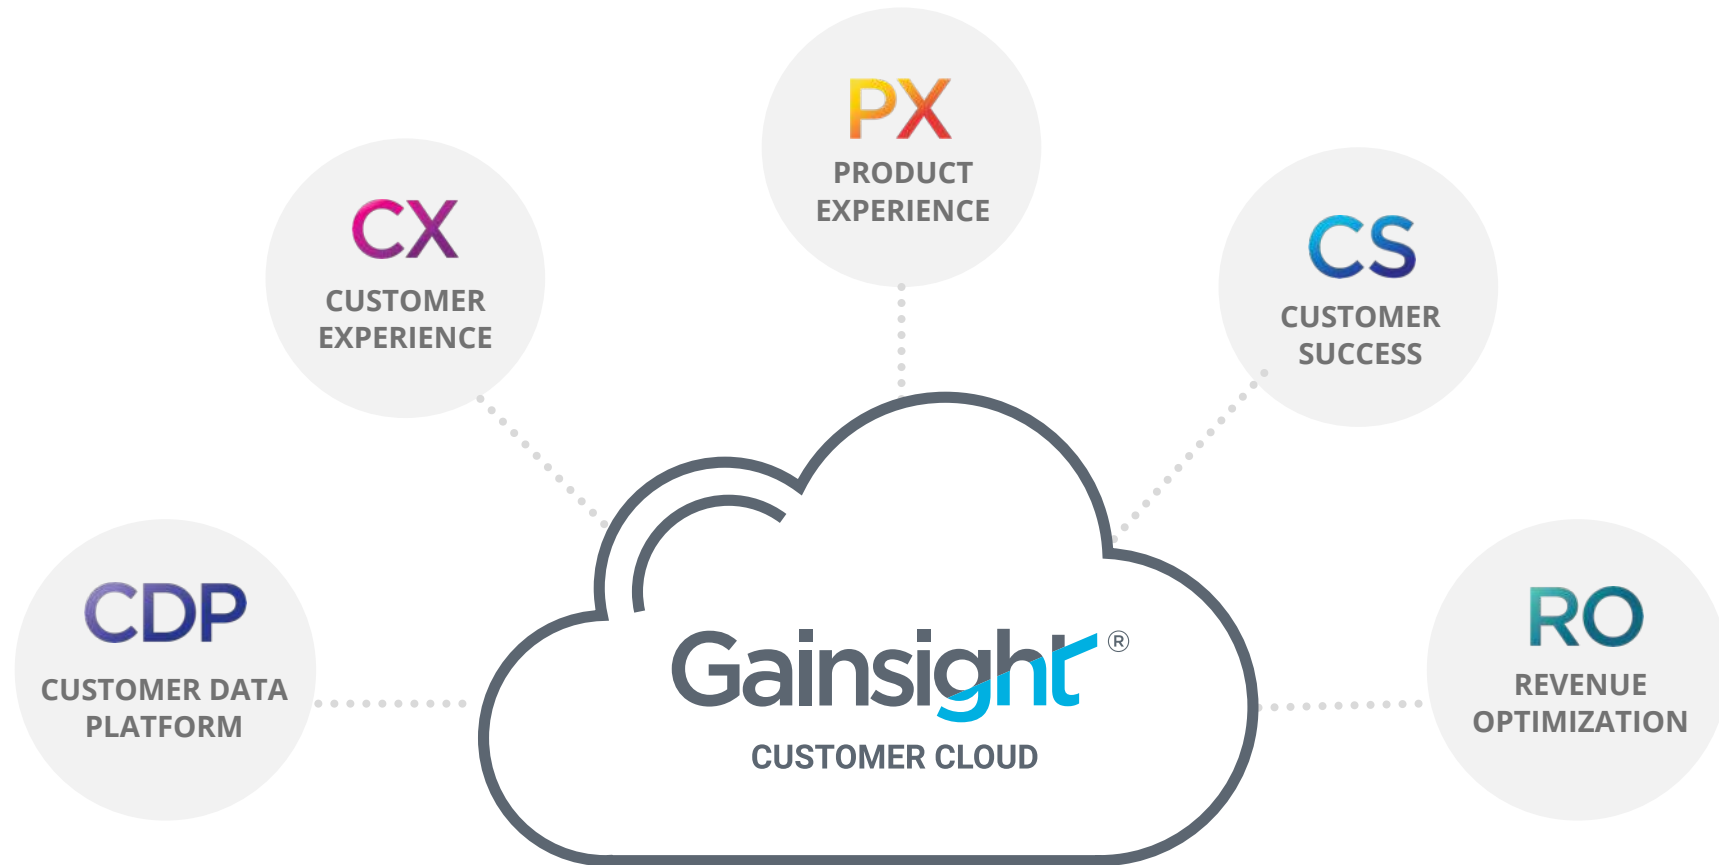 PX
PRODUCT
EXPERIENCE
CX
CUSTOMER
EXPERIENCE
CS
CUSTOMER
SUCCESS
CDP
CUSTOMER DATA
PLATFORM
RO
REVENUE
OPTIMIZATION
Gainsight®
CUSTOMER CLOUD